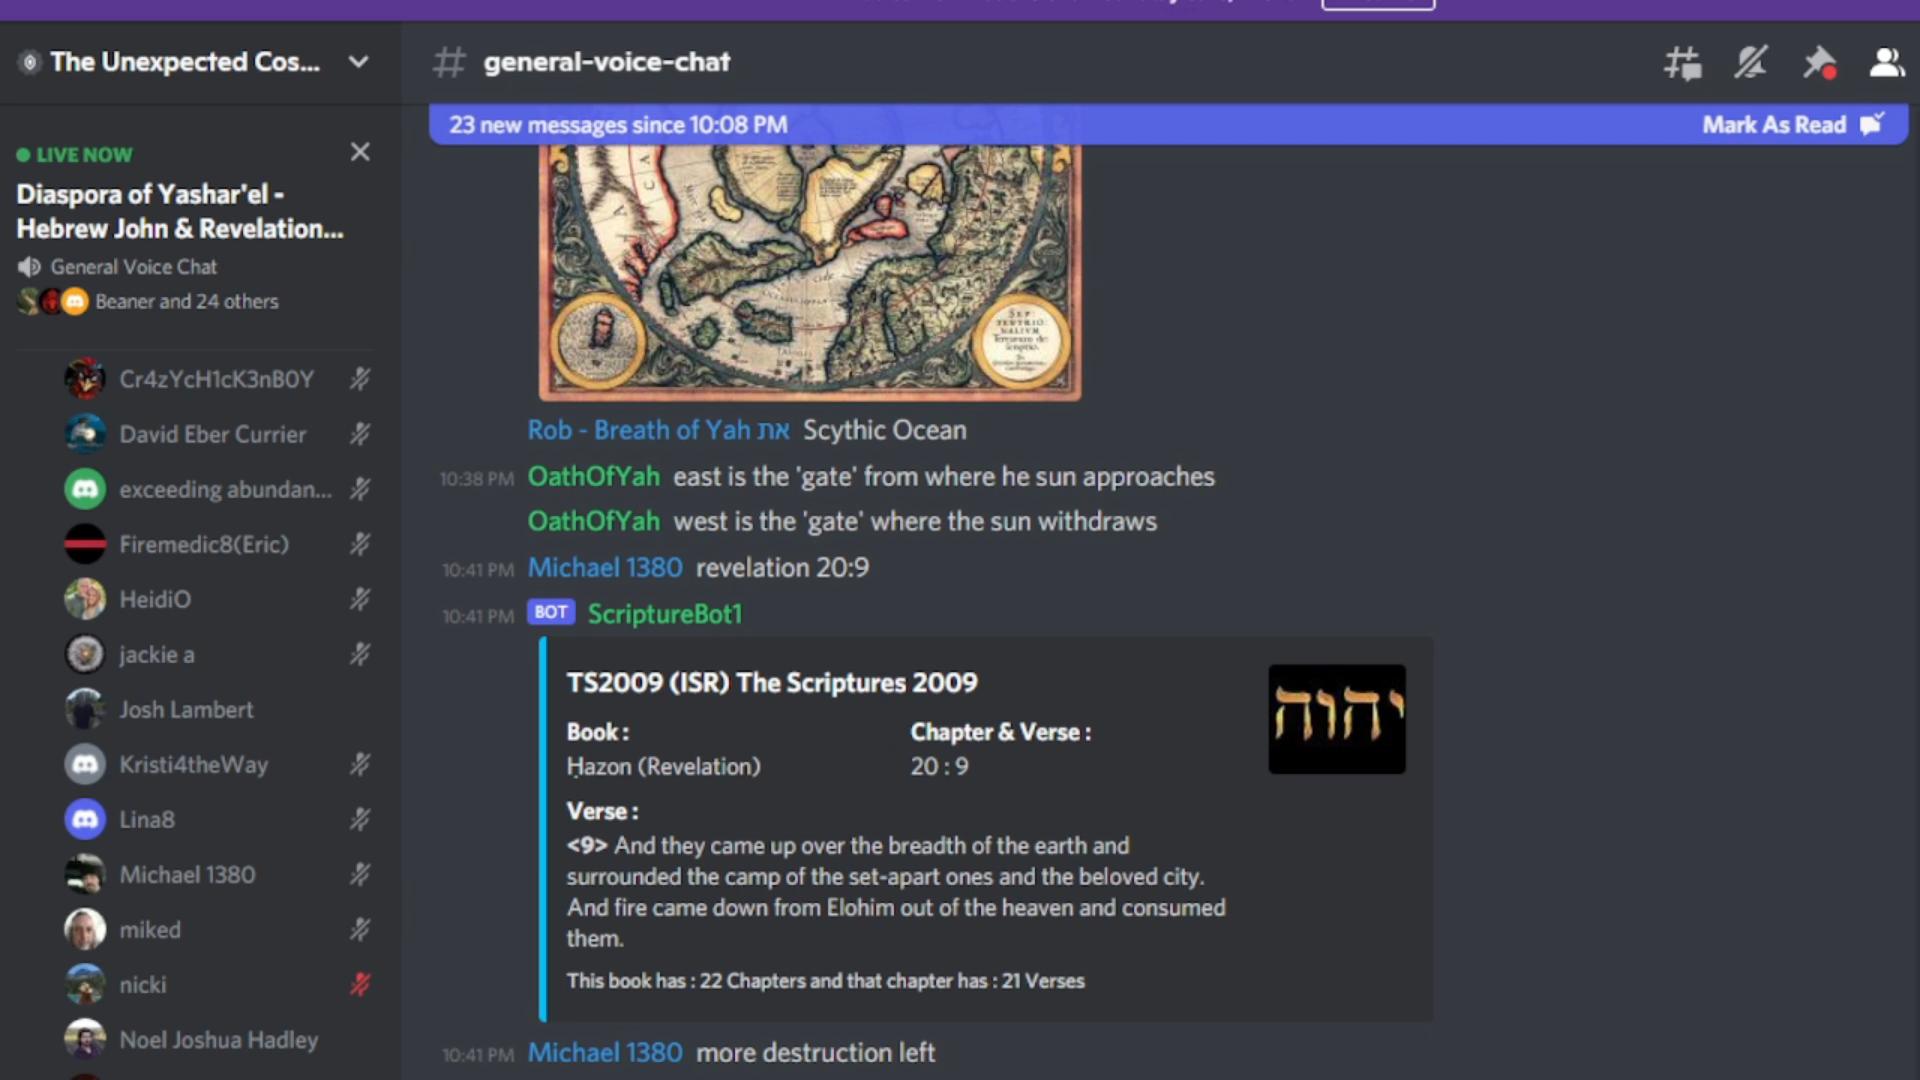 The Unexpected Cos...
general-voice-chat
23 new messages since 10:08 PM
Mark As Read
LIVE NOW
Diaspora of Yashar'el -
Hebrew John & Revelation...
General Voice Chat
Beaner and 24 others
Cr4zYcH1cK3nB0Y
David Eber Currier
exceeding abundan...
Firemedic8(Eric)
HeidiO
jackie a
Josh Lambert
Kristi4theWay
Lina8
Michael 1380
miked
nicki
Noel Joshua Hadley
Rob - Breath of Yah את Scythic Ocean
10:38 PM OathOfYah east is the 'gate' from where he sun approaches
OathOfYah west is the 'gate' where the sun withdraws
10:41 PM Michael 1380 revelation 20:9
10:41 PM BOT ScriptureBot1
TS2009 (ISR) The Scriptures 2009
יהוה
Book : Chapter & Verse :
Ḥazon (Revelation) 20 : 9
Verse :
<9> And they came up over the breadth of the earth and
surrounded the camp of the set-apart ones and the beloved city.
And fire came down from Elohim out of the heaven and consumed
them.
This book has : 22 Chapters and that chapter has : 21 Verses
10:41 PM Michael 1380 more destruction left